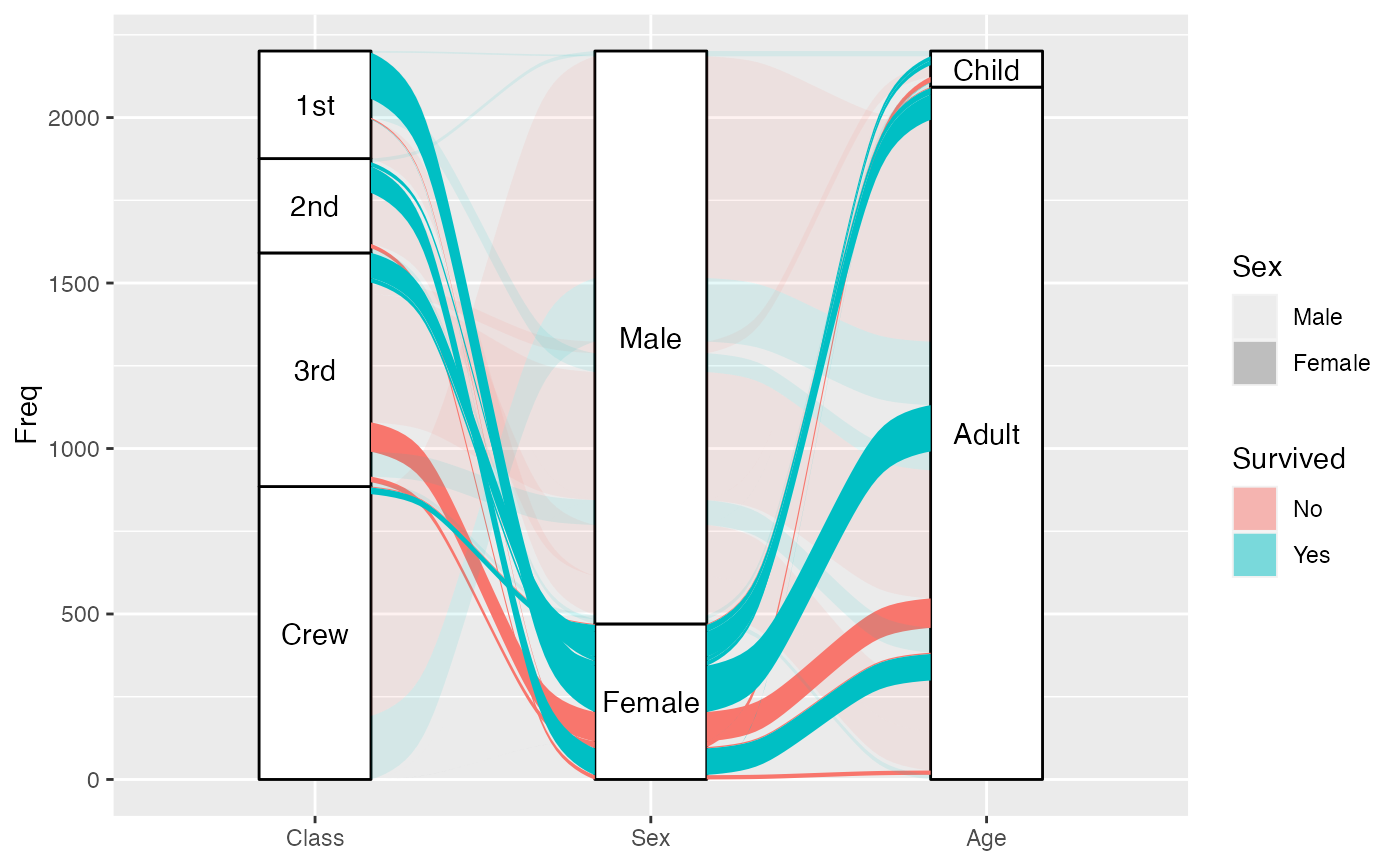 Freq
2000
1500
1000
500
0
1st
2nd
3rd
Crew
Male
Female
Child
Adult
Class
Sex
Age
Sex
Male
Female
Survived
No
Yes